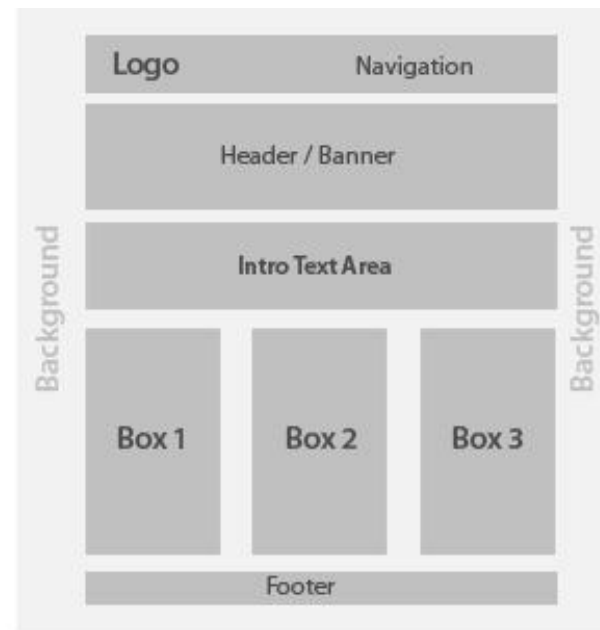 Logo
Navigation
Header / Banner
Background
Intro Text Area
Background
Box 1
Box 2
Box 3
Footer